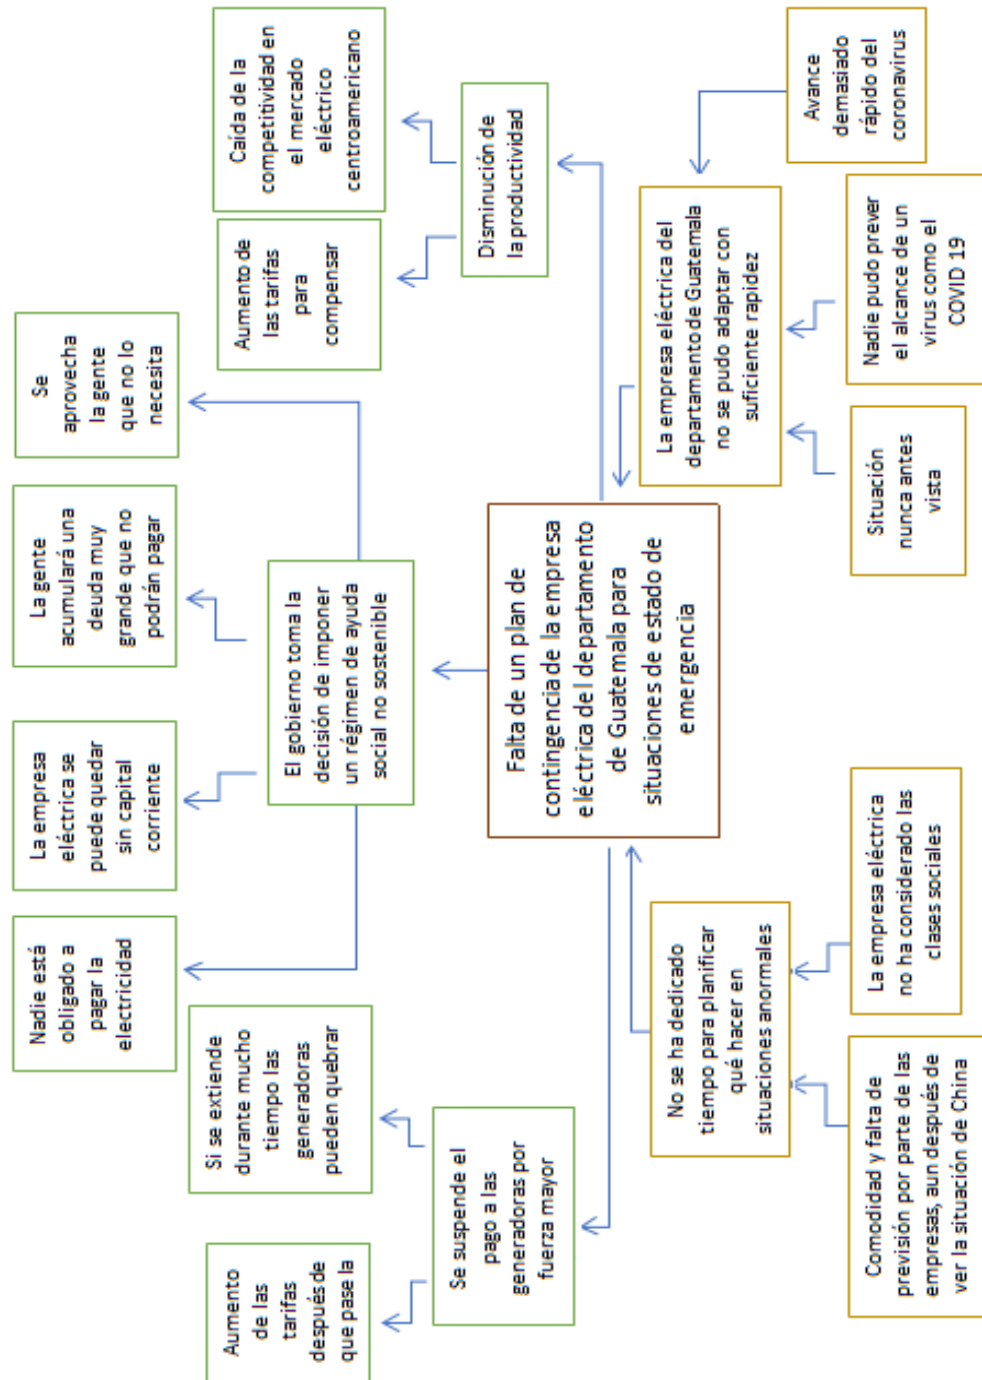 Nadie está
obligado a
pagar la
electricidad
La empresa
eléctrica se
puede quedar
sin capital
corriente
La gente
acumulará una
deuda muy
grande que no
podrán pagar
Se
aprovecha
la gente
que no lo
necesita
Aumento
de las
tarifas
después de
que pase la
Si se extiende
durante mucho
tiempo las
generadoras
pueden quebrar
Aumento de
las tarifas
para
compensar
Caída de la
competitividad en
el mercado
eléctrico
centroamericano
El gobierno toma la
decisión de imponer
un régimen de ayuda
social no sostenible
Se suspende el
pago a las
generadoras por
fuerza mayor
Disminución de
la productividad
Falta de un plan de
contingencia de la empresa
eléctrica del departamento
de Guatemala para
situaciones de estado de
emergencia
No se ha dedicado
tiempo para planificar
qué hacer en
situaciones anormales
La empresa eléctrica del
departamento de Guatemala
no se pudo adaptar con
suficiente rapidez
Comodidad y falta de
previsión por parte de las
empresas, aun después de
ver la situación de China
La empresa eléctrica
no ha considerado las
clases sociales
Situación
nunca antes
vista
Nadie pudo prever
el alcance de un
virus como el
COVID 19
Avance
demasiado
rápido del
coronavirus